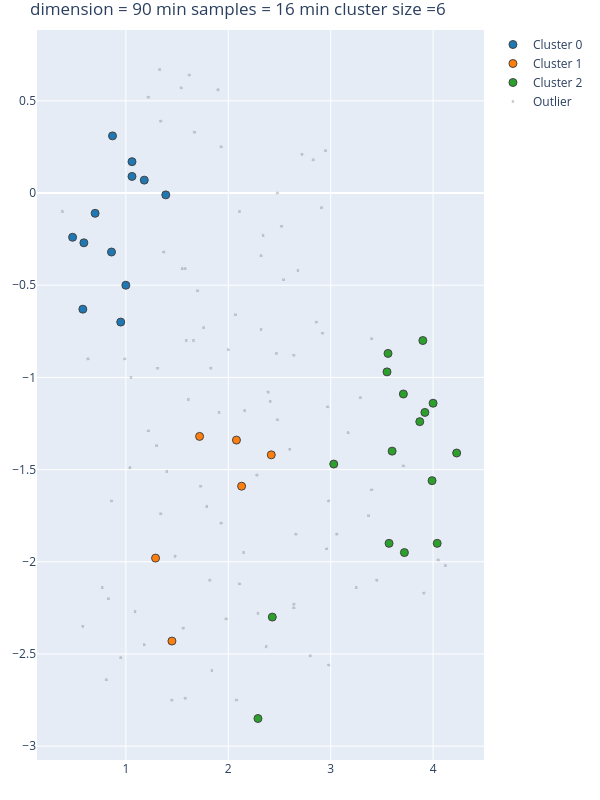 dimension = 90 min samples = 16 min cluster size =6
Cluster 0
Cluster 1
Cluster 2
Outlier
0.5
0
−0.5
−1
−1.5
−2
−2.5
−3
1
2
3
4